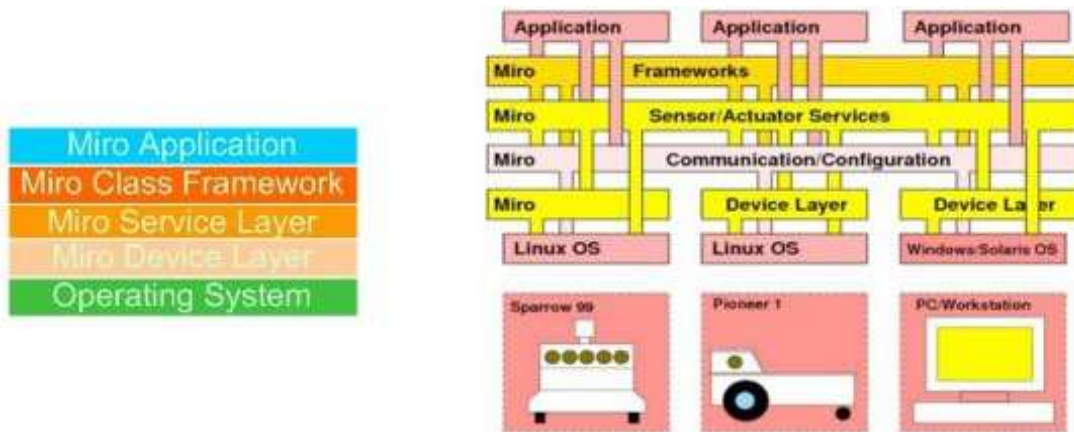 Miro Application
Miro Class Framework
Miro Service Layer
Miro Device Layer
Operating System
Application Application Application
Miro Frameworks
Miro Sensor/Actuator Services
Miro Communication/Configuration
Miro Device Layer Device Layer
Linux OS Linux OS Windows/Solaris OS
Sparrow 99 Pioneer 1 PC/Workstation